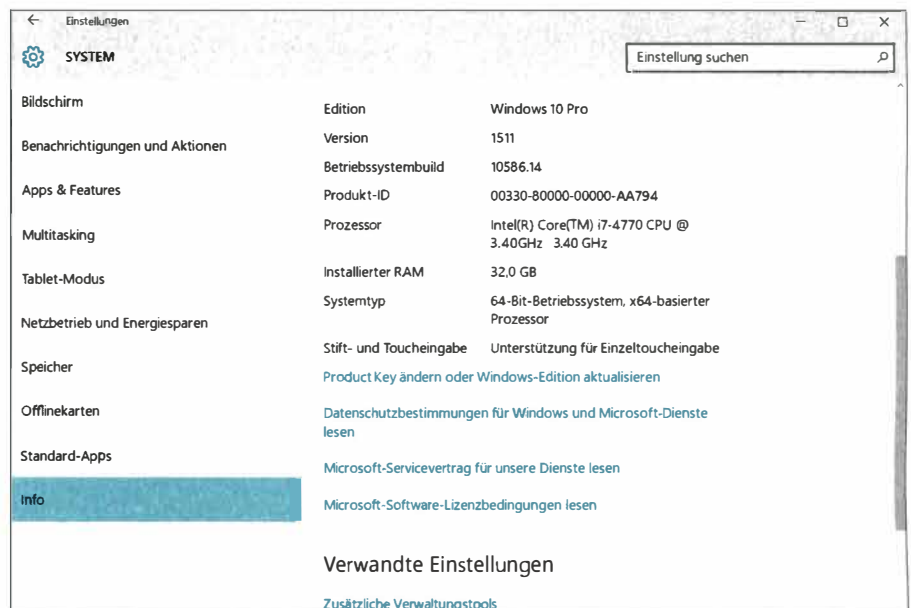 Einstellungen
SYSTEM
Einstellung suchen
Bildschirm
Benachrichtigungen und Aktionen
Apps & Features
Multitasking
Tablet-Modus
Netzbetrieb und Energiesparen
Speicher
Offlinekarten
Standard-Apps
Info
Edition Windows 10 Pro
Version 1511
Betriebssystembuild 10586.14
Produkt-ID 00330-80000-00000-AA794
Prozessor Intel(R) Core(TM) i7-4770 CPU @
3.40GHz 3.40 GHz
Installierter RAM 32,0 GB
Systemtyp 64-Bit-Betriebssystem, x64-basierter
Prozessor
Stift- und Toucheingabe Unterstützung für Einzeltoucheingabe
Product Key ändern oder Windows-Edition aktualisieren
Datenschutzbestimmungen für Windows und Microsoft-Dienste
lesen
Microsoft-Servicevertrag für unsere Dienste lesen
Microsoft-Software-Lizenzbedingungen lesen
Verwandte Einstellungen
Zusätzliche Verwaltungstools